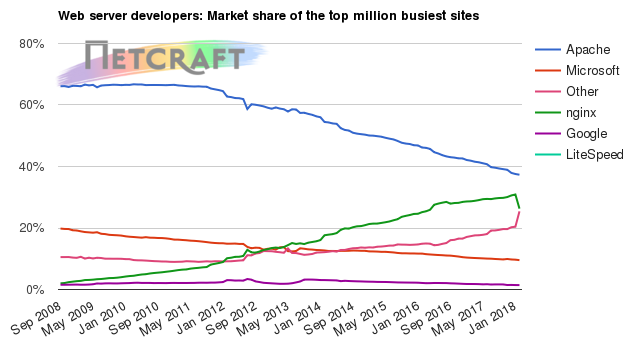 Web server developers: Market share of the top million busiest sites
NETCRAFT
80%
60%
40%
20%
0%
Sep 2008
May 2009
Jan 2010
Sep 2010
May 2011
Jan 2012
Sep 2012
May 2013
Jan 2014
Sep 2014
May 2015
Jan 2016
Sep 2016
May 2017
Jan 2018
Apache
Microsoft
Other
nginx
Google
LiteSpeed